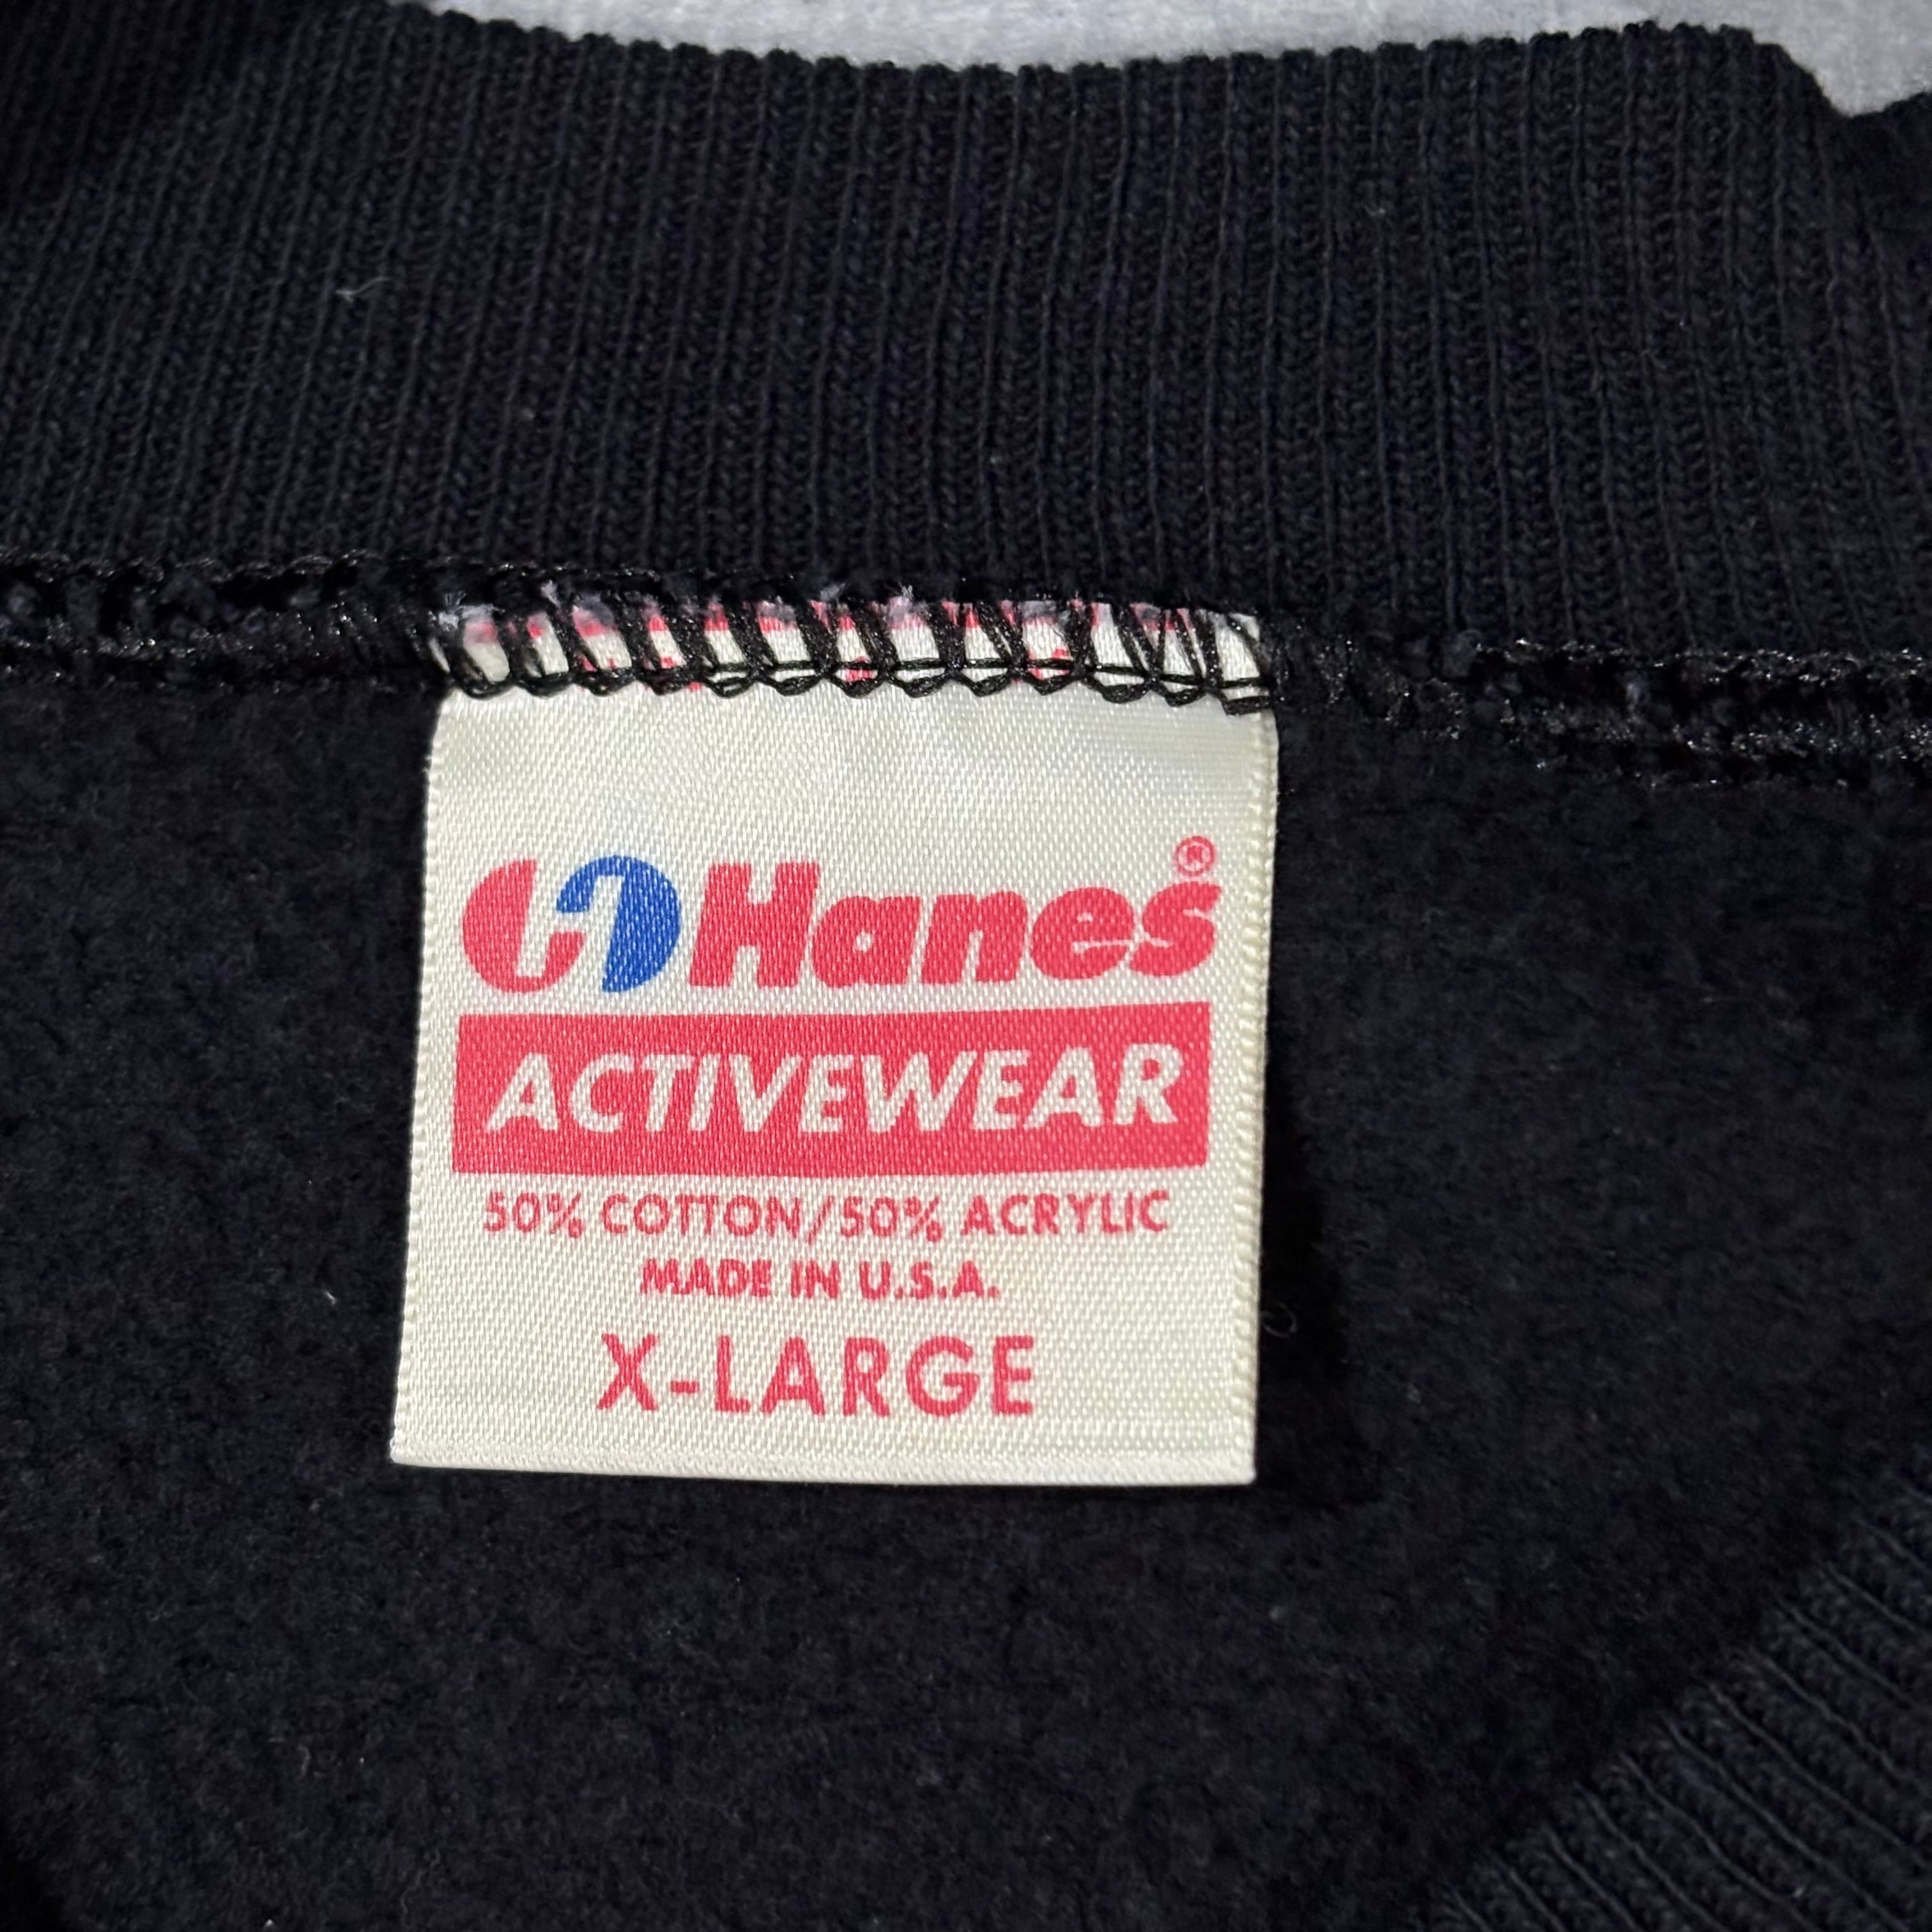 Hanes®
ACTIVEWEAR
50% COTTON/50% ACRYLIC
MADE IN U.S.A.
X-LARGE